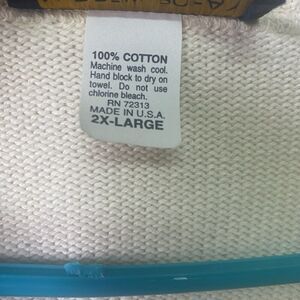 100% COTTON
Machine wash cool.
Hand block to dry on
towel. Do not use
chlorine bleach.
RN 72313
MADE IN U.S.A.
2X-LARGE